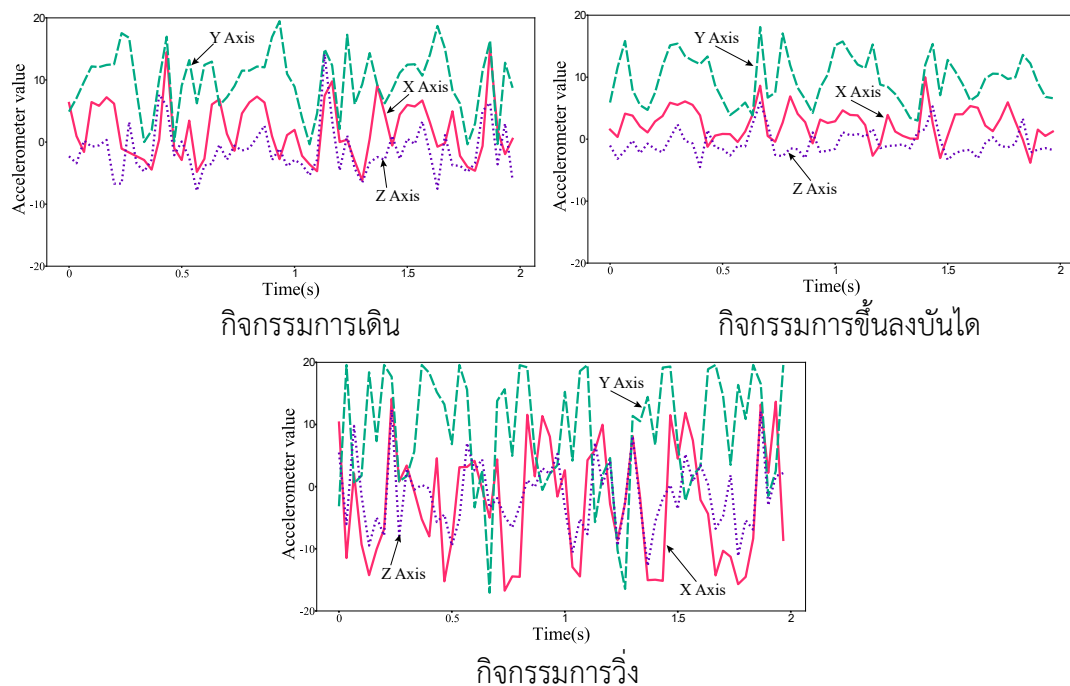 20
10
0
-10
-20
Accelerometer value
Y Axis
X Axis
Z Axis
0 0.5 1 1.5 2
Time(s)
กิจกรรมการเดิน
20
10
0
-10
-20
Accelerometer value
Y Axis
X Axis
Z Axis
0 0.5 1 1.5 2
Time(s)
กิจกรรมการขึ้นลงบันได
20
10
0
-10
-20
Accelerometer value
Y Axis
Z Axis
X Axis
0 0.5 1 1.5 2
Time(s)
กิจกรรมการวิ่ง